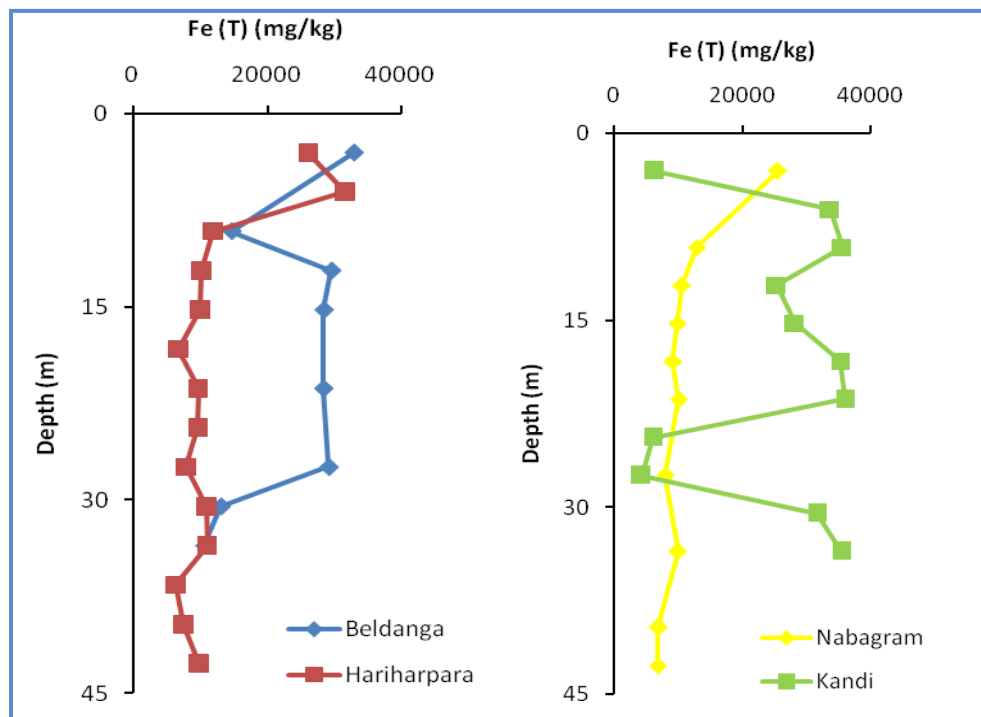 Fe (T) (mg/kg)
0 20000 40000
0
15
30
45
Depth (m)
Beldanga
Hariharpara
Fe (T) (mg/kg)
0 20000 40000
0
15
30
45
Depth (m)
Nabagram
Kandi